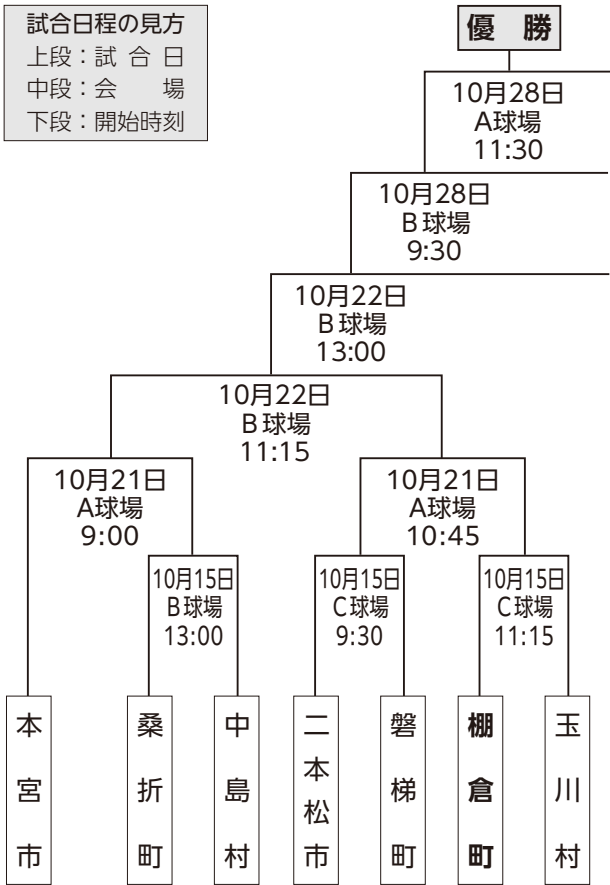 試合日程の見方
上段：試合日
中段：会場
下段：開始時刻
優勝
10月28日
A球場
11:30
10月28日
B球場
9:30
10月22日
B球場
13:00
10月22日
B球場
11:15
10月21日
A球場
9:00
10月21日
A球場
10:45
10月15日
B球場
13:00
10月15日
C球場
9:30
10月15日
C球場
11:15
本宮市
桑折町
中島村
二本松市
磐梯町
棚倉町
玉川村